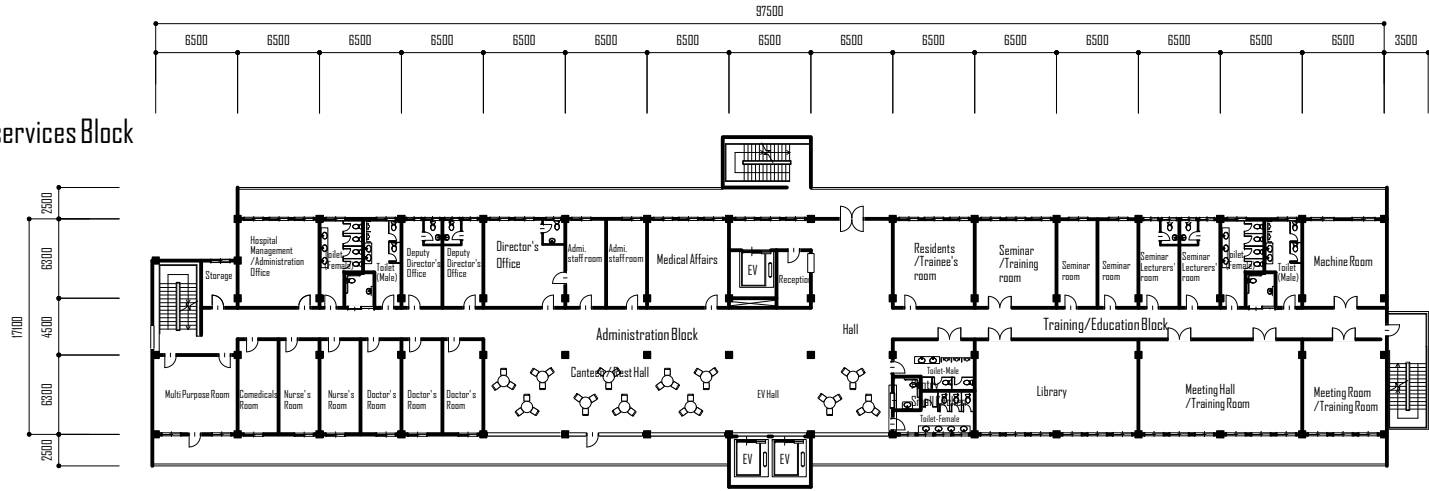 97500
6500 6500 6500 6500 6500 6500 6500 6500 6500 6500 6500 6500 6500 6500 6500 3500
services Block
2500
6300
4500
6300
2500
17100
Hospital
Management
/Administration
Office
Storage
Toilet
(Female)
Toilet
(Male)
Deputy
Director's
Office
Deputy
Director's
Office
Director's
Office
Admi.
staff room
Admi.
staff room
Medical Affairs
EV
Reception
Residents
/Trainee's
room
Seminar
/Training
room
Seminar
room
Seminar
room
Seminar
Lecturers'
room
Seminar
Lecturers'
room
Toilet
(Female)
Toilet
(Male)
Machine Room
Administration Block
Hall
Training/Education Block
Multi Purpose Room
Comedicals
Room
Nurse's
Room
Nurse's
Room
Doctor's
Room
Doctor's
Room
Doctor's
Room
Canteen/Rest Hall
EV Hall
Toilet-Male
Toilet-Female
Library
Meeting Hall
/Training Room
Meeting Room
/Training Room
EV
EV